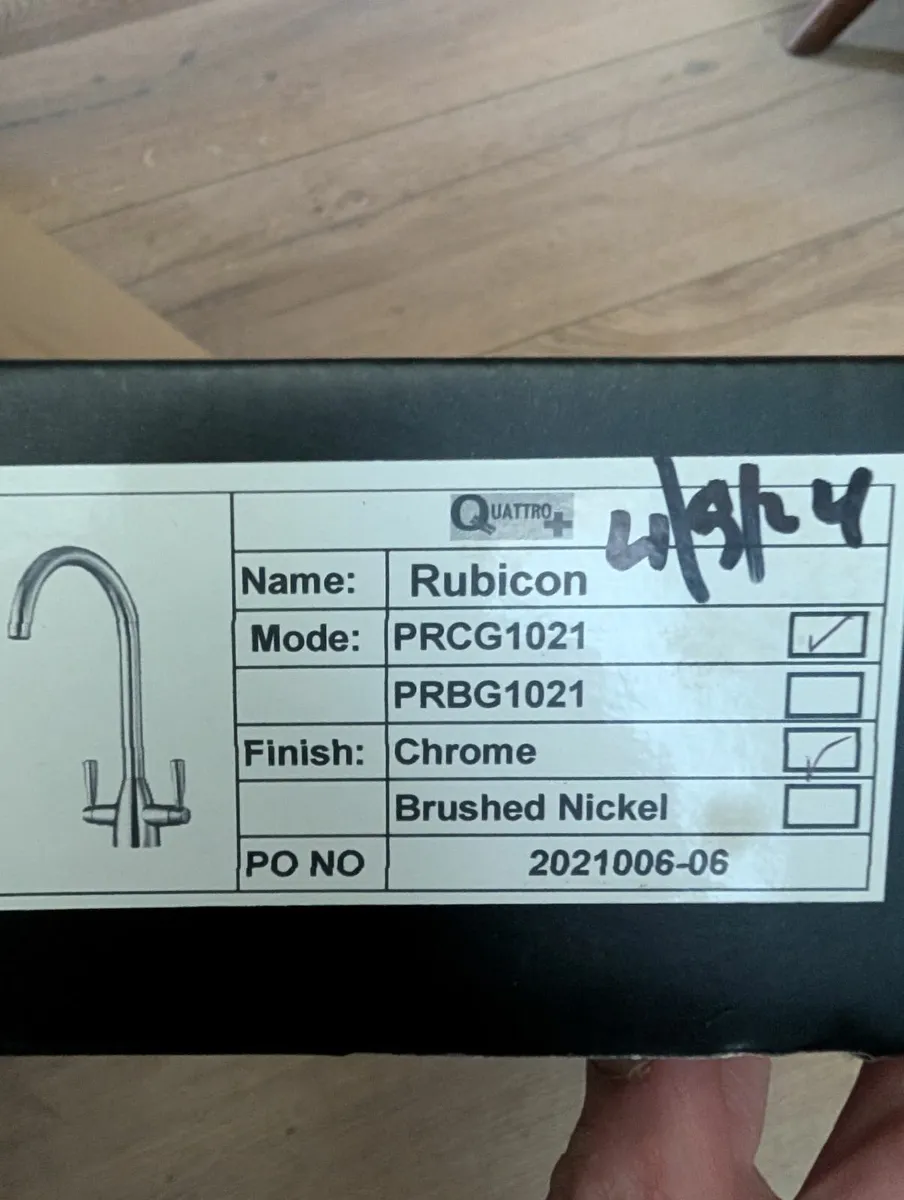 QUATTRO+
4/9/24
Name: Rubicon
Mode: PRCG1021
PRBG1021
Finish: Chrome
Brushed Nickel
PO NO 2021006-06